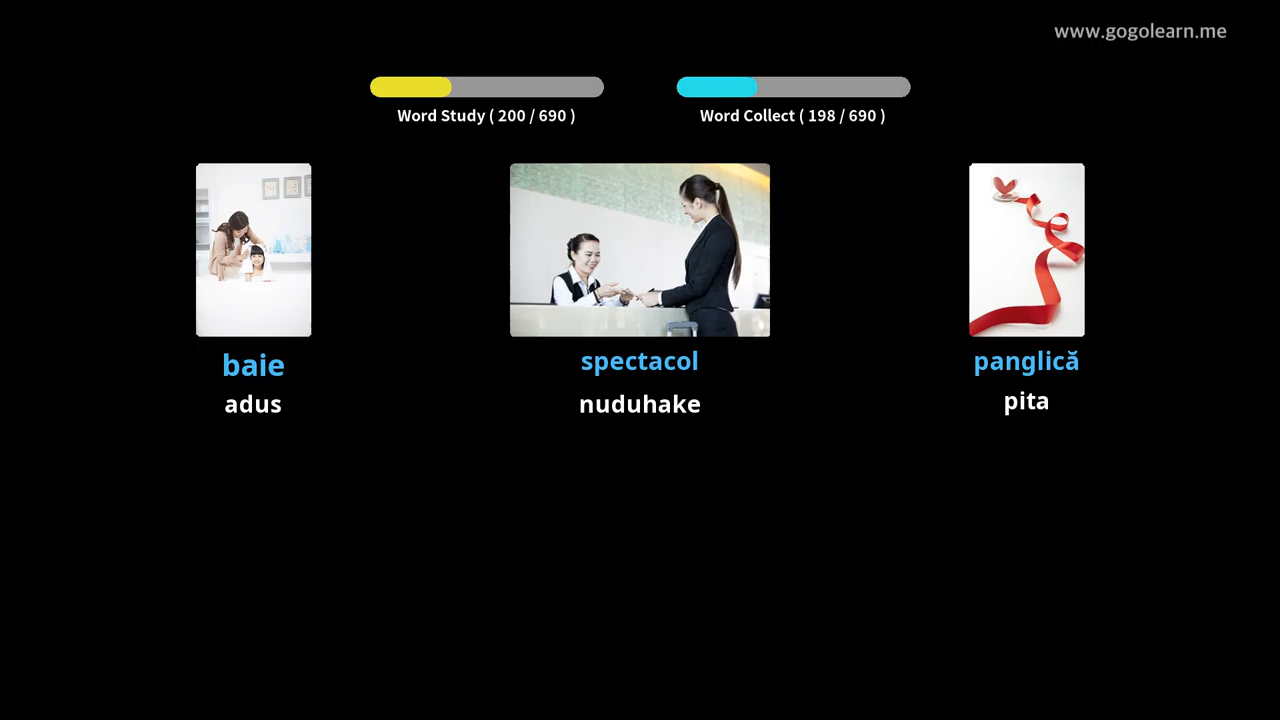 www.gogolearn.me
Word Study ( 200 / 690 )
Word Collect ( 198 / 690 )
baie
spectacol
panglică
adus
nuduhake
pita